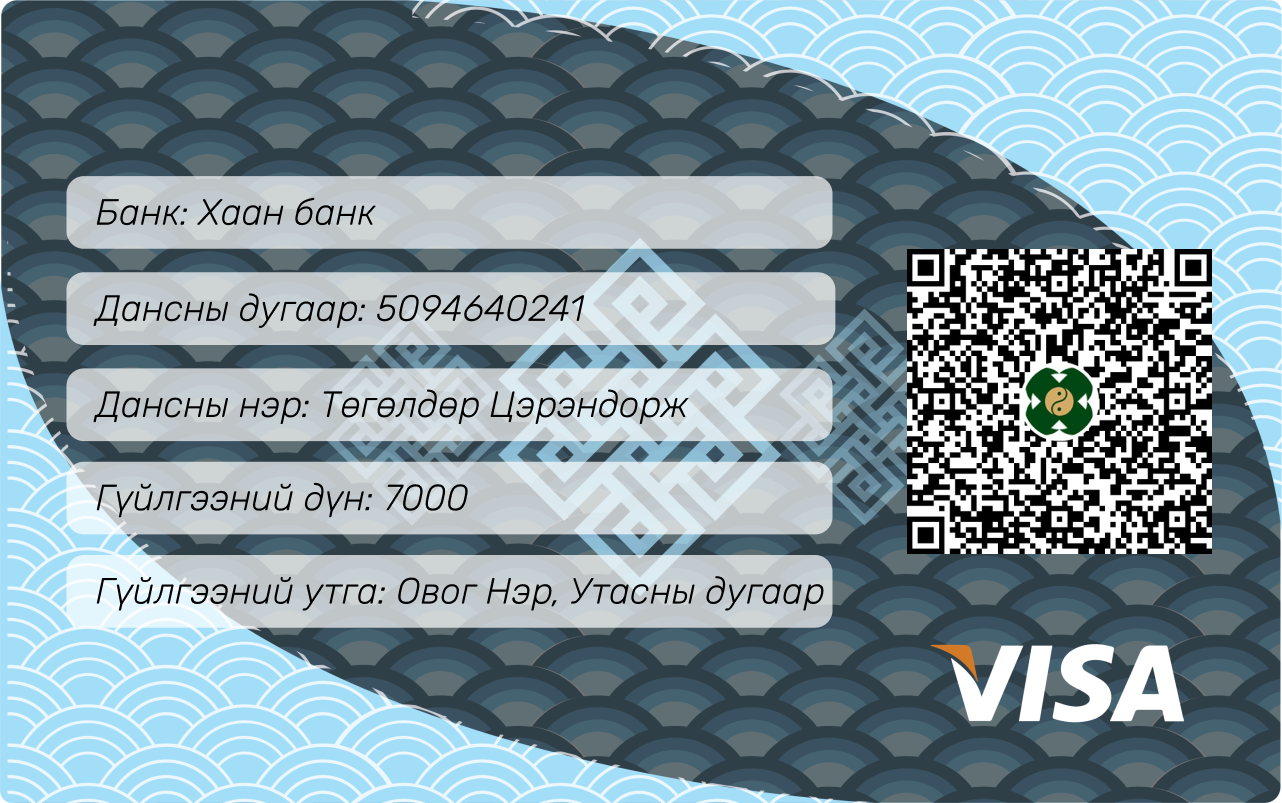 Банк: Хаан банк
Дансны дугаар: 5094640241
Дансны нэр: Төгөлдөр Цэрэндорж
Гүйлгээний дүн: 7000
Гүйлгээний утга: Овог Нэр, Утасны дугаар
VISA